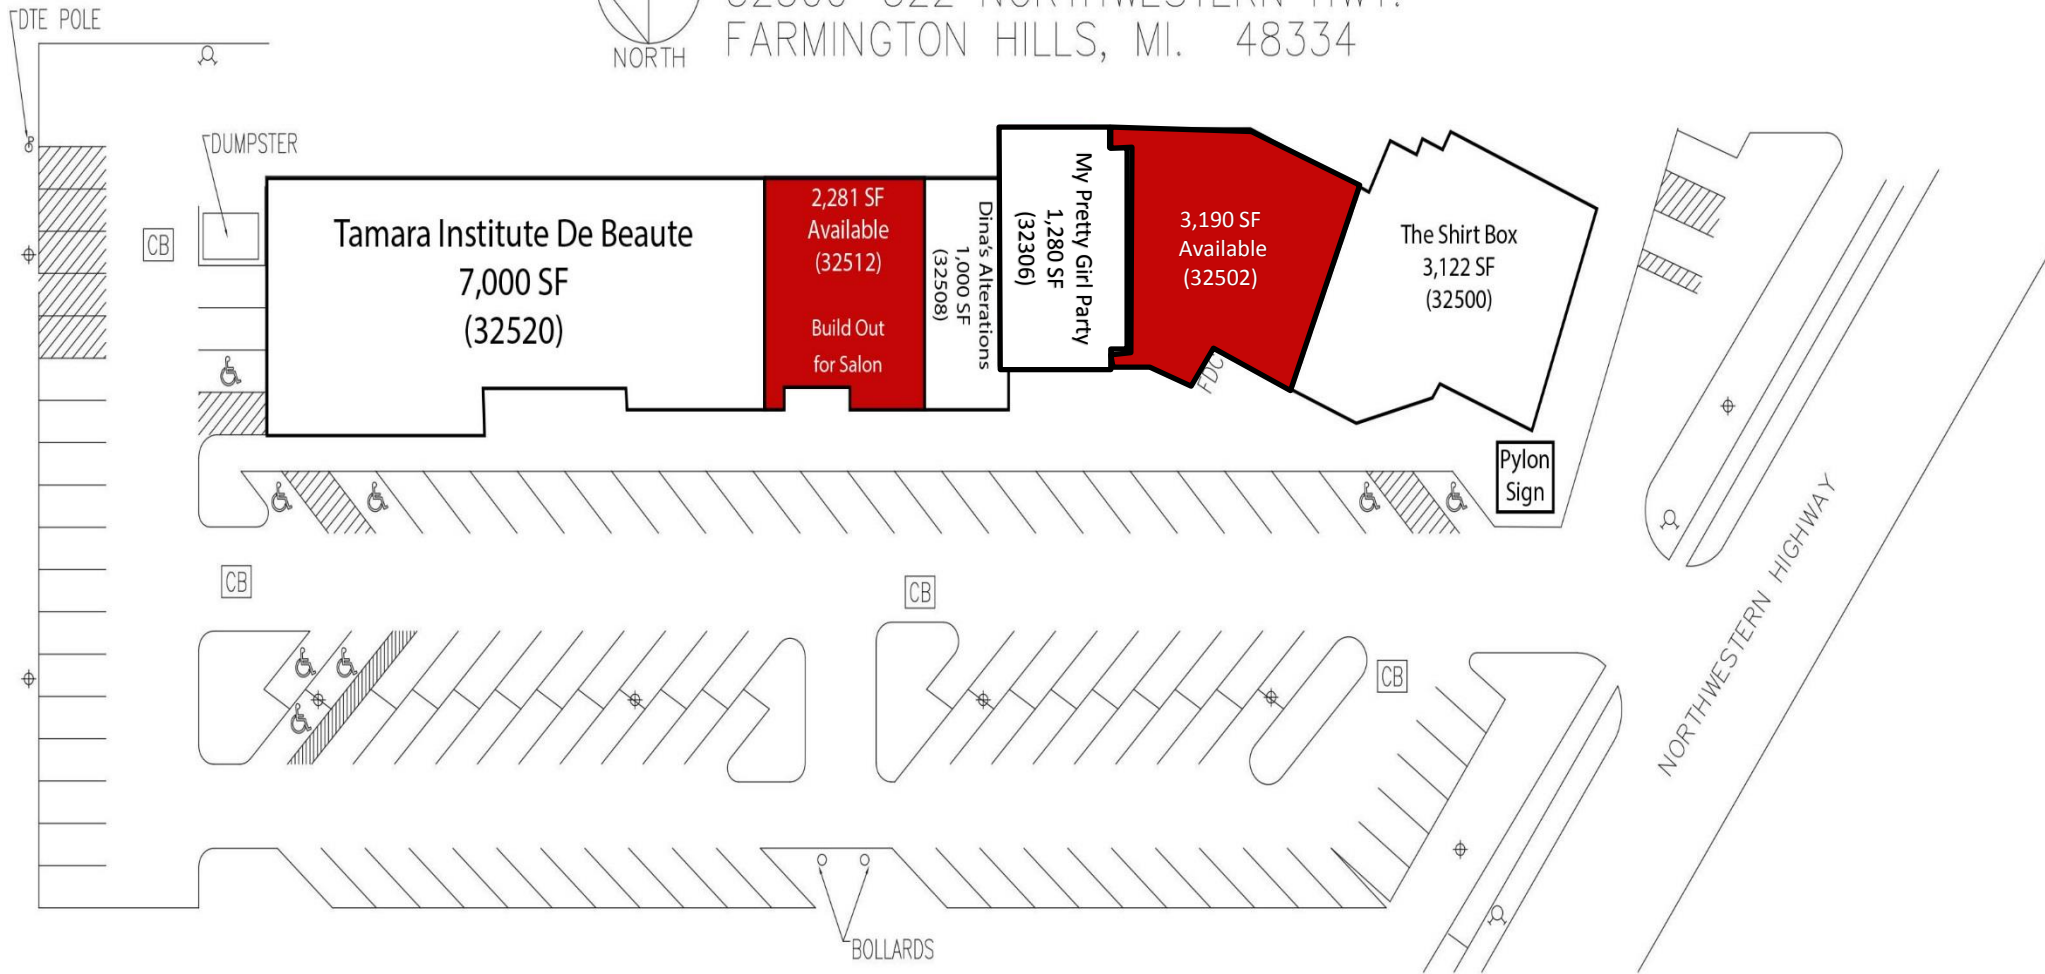 FARMINGTON HILLS, MI. 48334
NORTH
DTE POLE
DUMPSTER
CB
Tamara Institute De Beaute
7,000 SF
(32520)
2,281 SF
Available
(32512)
Build Out
for Salon
Dina's Alterations
1,000 SF
(32508)
My Pretty Girl Party
1,280 SF
(32306)
3,190 SF
Available
(32502)
The Shirt Box
3,122 SF
(32500)
FDC
Pylon
Sign
CB
CB
CB
NORTHWESTERN HIGHWAY
BOLLARDS